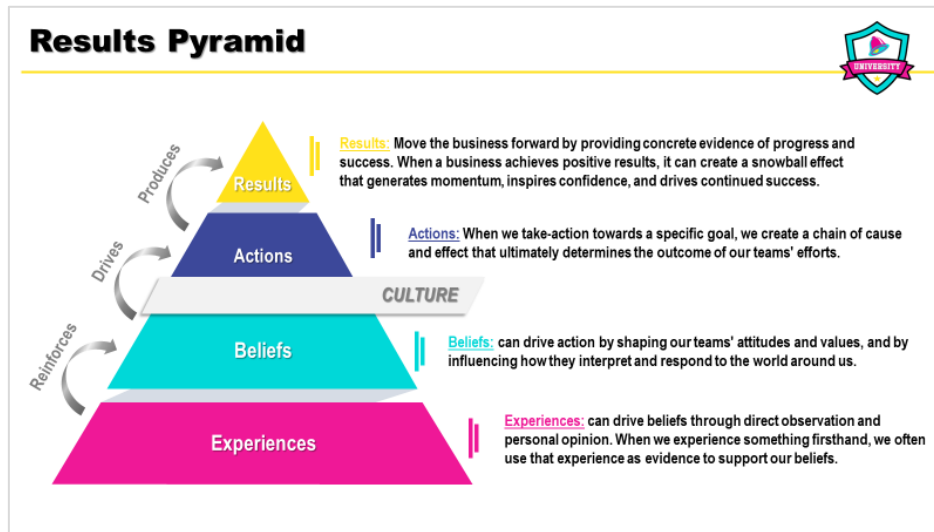 Results Pyramid
UNIVERSITY
Produces
Results
Results: Move the business forward by providing concrete evidence of progress and
success. When a business achieves positive results, it can create a snowball effect
that generates momentum, inspires confidence, and drives continued success.
Drives
Actions
Actions: When we take-action towards a specific goal, we create a chain of cause
and effect that ultimately determines the outcome of our teams' efforts.
CULTURE
Reinforces
Beliefs
Beliefs: can drive action by shaping our teams' attitudes and values, and by
influencing how they interpret and respond to the world around us.
Experiences
Experiences: can drive beliefs through direct observation and
personal opinion. When we experience something firsthand, we often
use that experience as evidence to support our beliefs.